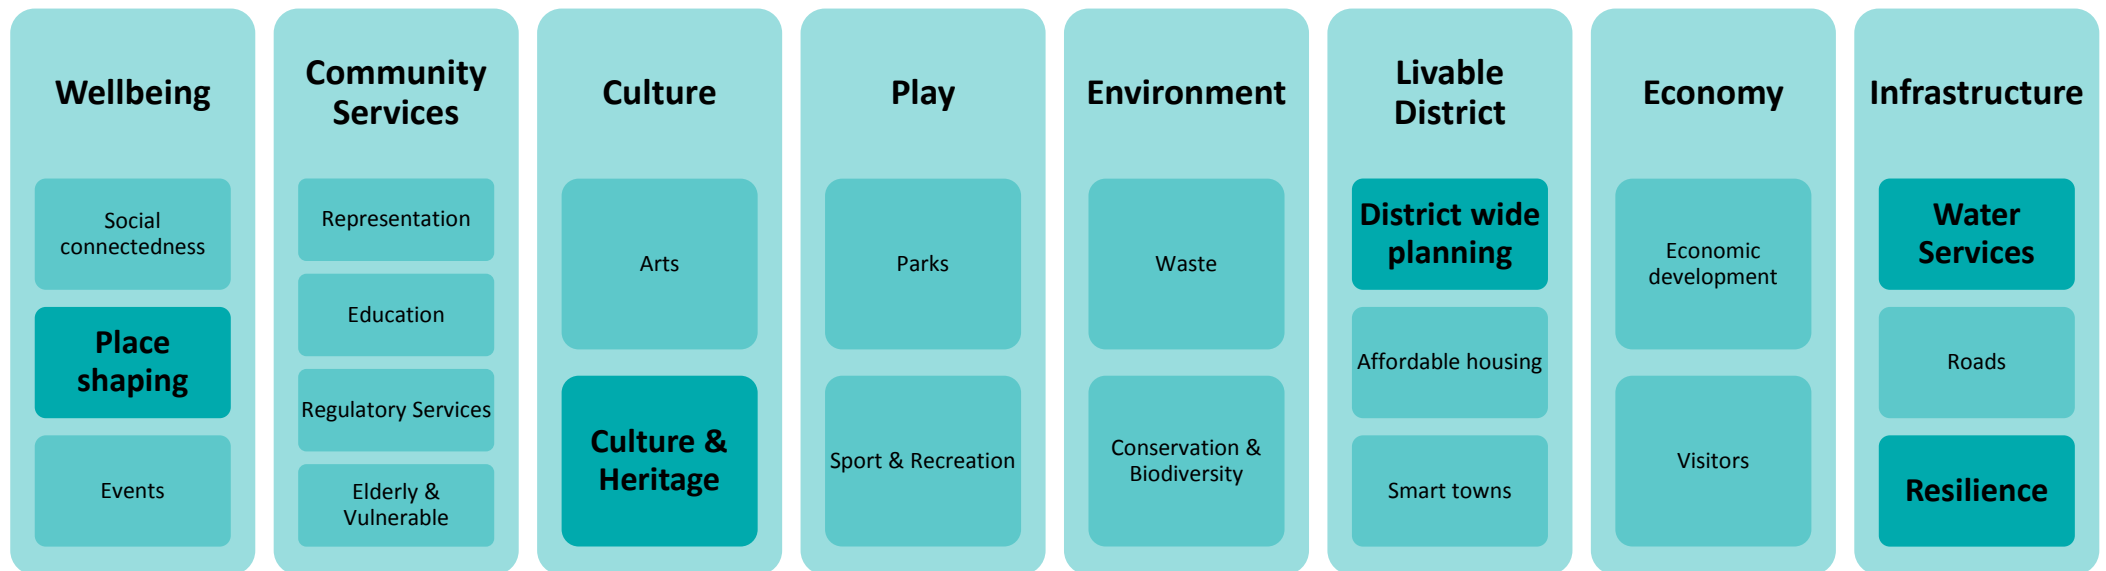 Wellbeing
Social
connectedness
Place
shaping
Events
Community
Services
Representation
Education
Regulatory Services
Elderly &
Vulnerable
Culture
Arts
Culture &
Heritage
Play
Parks
Sport & Recreation
Environment
Waste
Conservation &
Biodiversity
Livable
District
District wide
planning
Affordable housing
Smart towns
Economy
Economic
development
Visitors
Infrastructure
Water
Services
Roads
Resilience